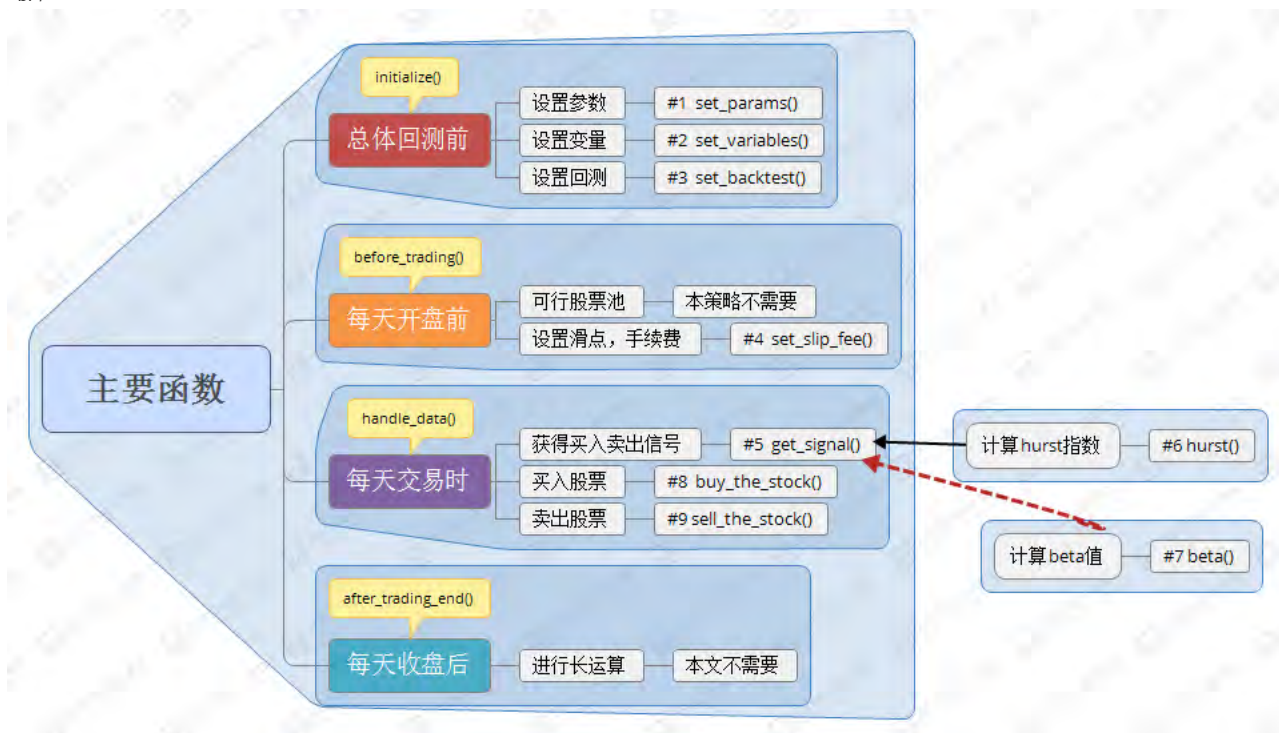 主要函数
initialize()
总体回测前
设置参数
#1 set_params()
设置变量
#2 set_variables()
设置回测
#3 set_backtest()
before_trading()
每天开盘前
可行股票池
本策略不需要
设置滑点，手续费
#4 set_slip_fee()
handle_data()
每天交易时
获得买入卖出信号
#5 get_signal()
买入股票
#8 buy_the_stock()
卖出股票
#9 sell_the_stock()
计算hurst指数
#6 hurst()
计算beta值
#7 beta()
after_trading_end()
每天收盘后
进行长运算
本文不需要